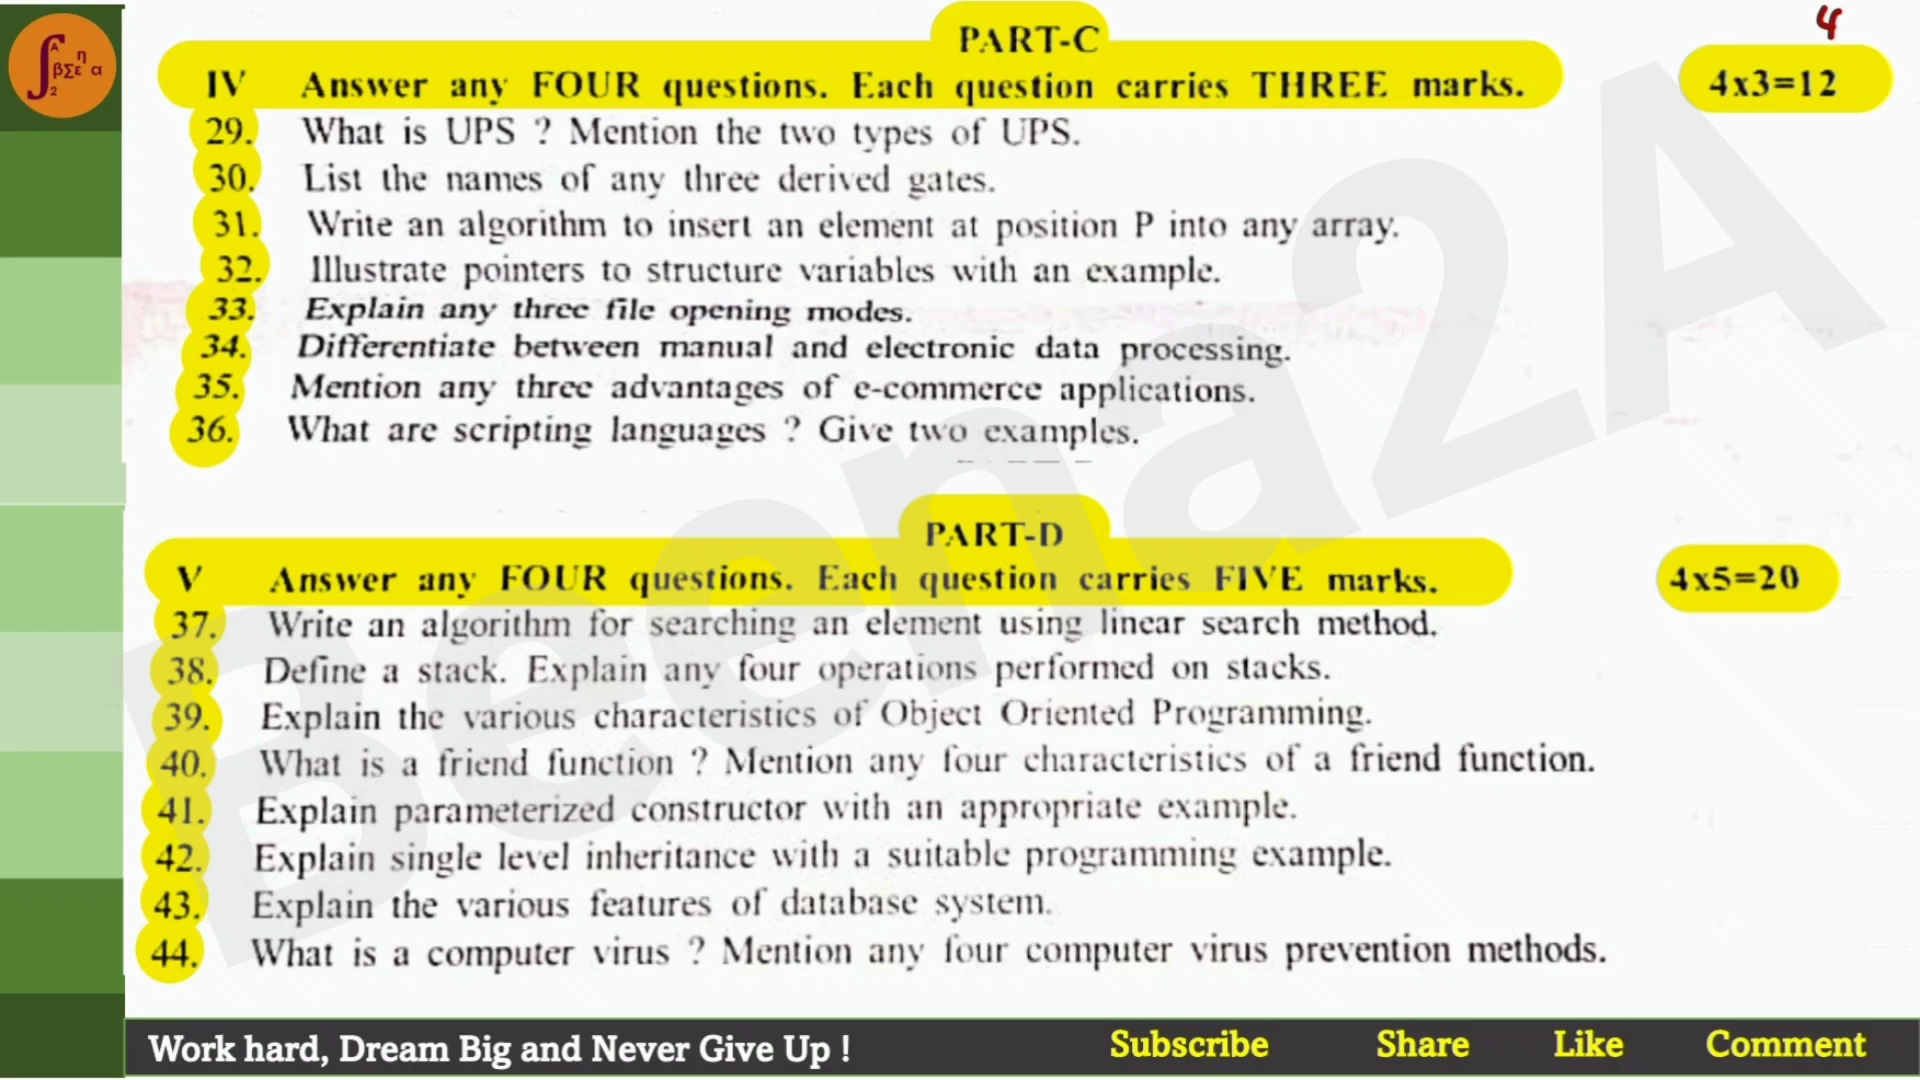 4
PART-C
IV Answer any FOUR questions. Each question carries THREE marks. 4x3=12
29. What is UPS ? Mention the two types of UPS.
30. List the names of any three derived gates.
31. Write an algorithm to insert an element at position P into any array.
32. Illustrate pointers to structure variables with an example.
33. Explain any three file opening modes.
34. Differentiate between manual and electronic data processing.
35. Mention any three advantages of e-commerce applications.
36. What are scripting languages ? Give two examples.
PART-D
V Answer any FOUR questions. Each question carries FIVE marks. 4x5=20
37. Write an algorithm for searching an element using linear search method.
38. Define a stack. Explain any four operations performed on stacks.
39. Explain the various characteristics of Object Oriented Programming.
40. What is a friend function ? Mention any four characteristics of a friend function.
41. Explain parameterized constructor with an appropriate example.
42. Explain single level inheritance with a suitable programming example.
43. Explain the various features of database system.
44. What is a computer virus ? Mention any four computer virus prevention methods.
Beena2A
Work hard, Dream Big and Never Give Up ! Subscribe Share Like Comment